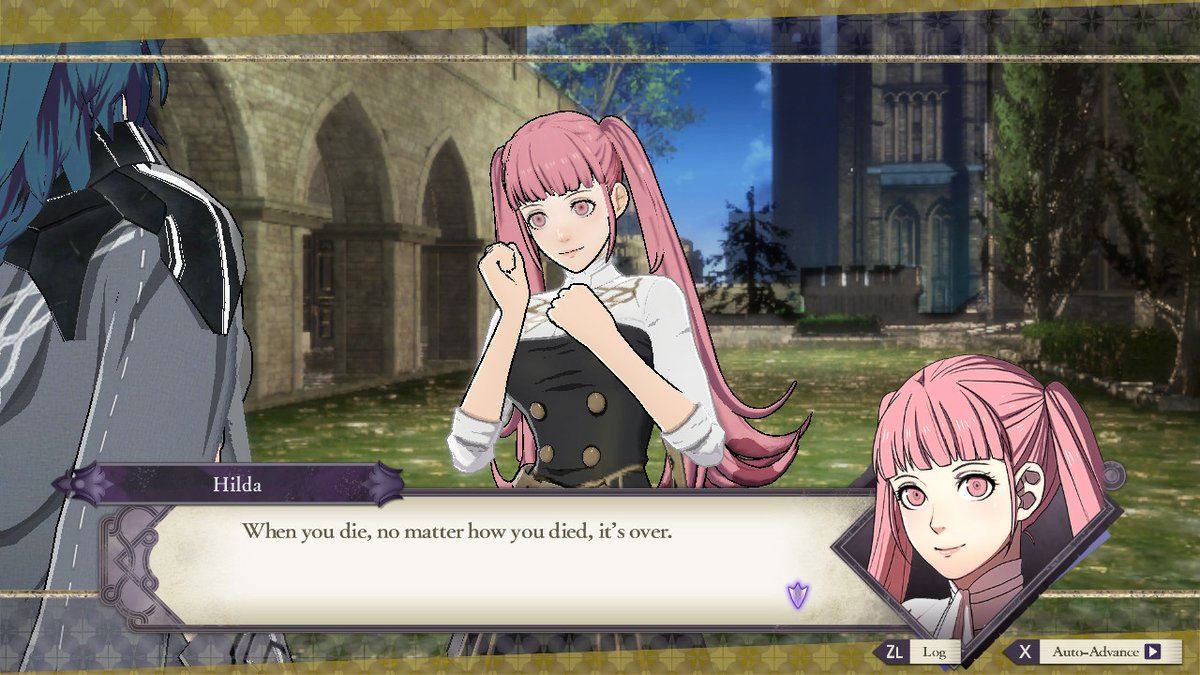 Hilda
When you die, no matter how you died, it's over.
ZL Log X Auto-Advance